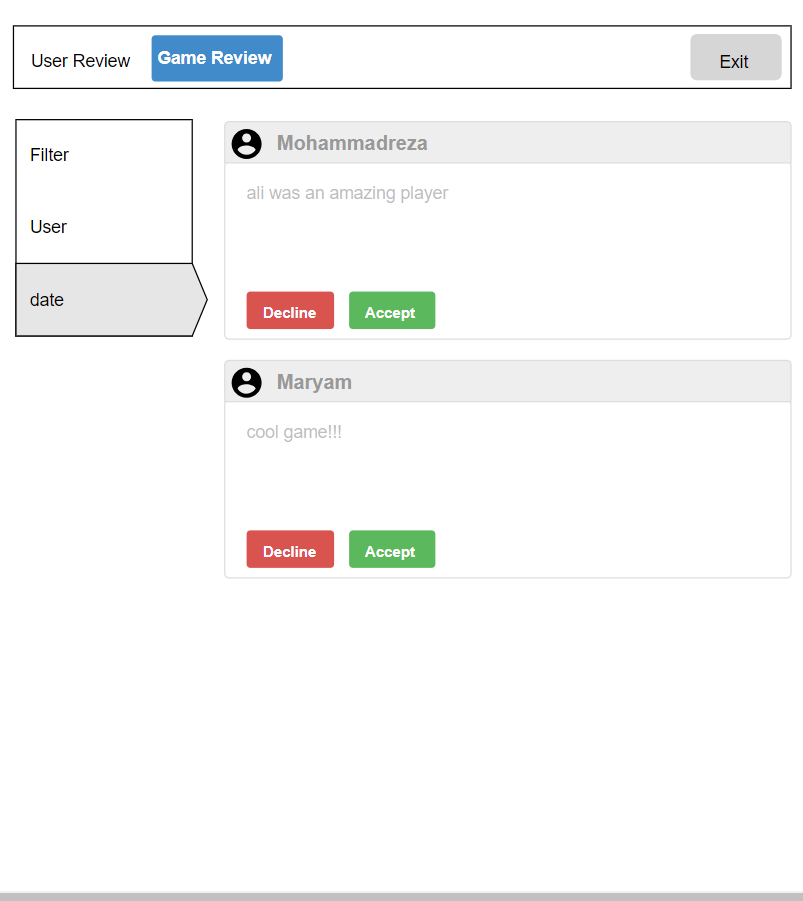 User Review Game Review Exit
Filter
User
date
Mohammadreza
ali was an amazing player
Decline Accept
Maryam
cool game!!!
Decline Accept